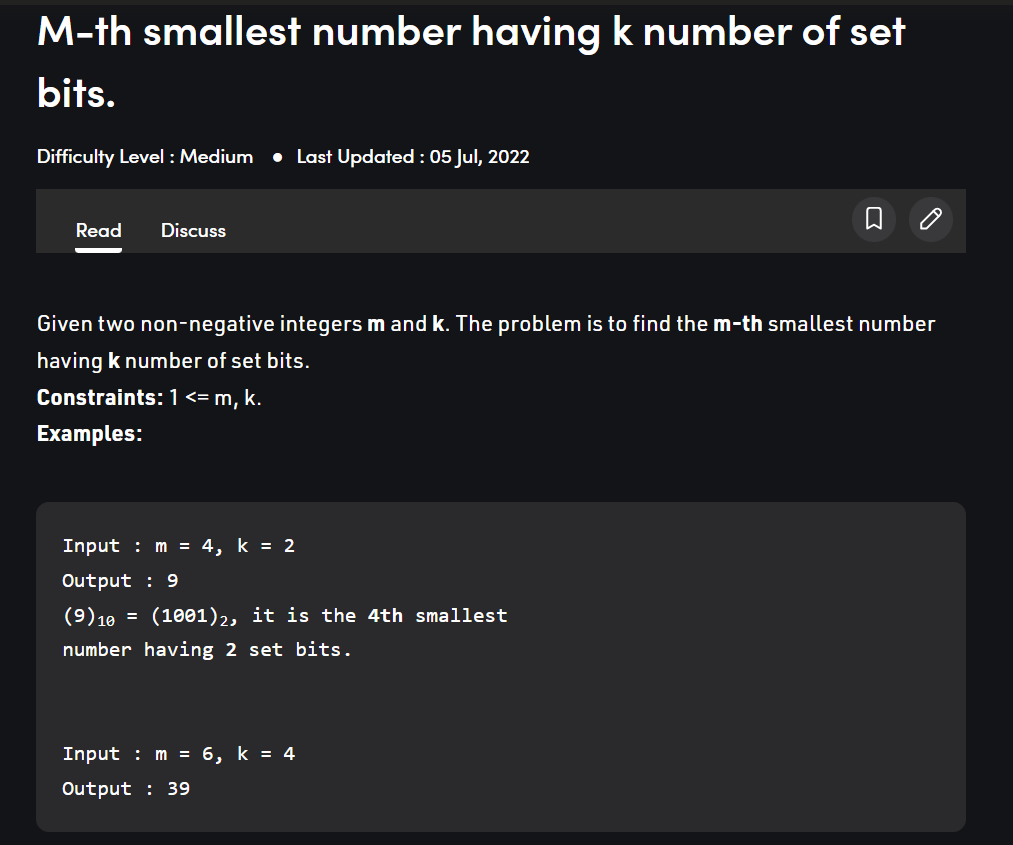 M-th smallest number having k number of set
bits.
Difficulty Level : Medium ● Last Updated : 05 Jul, 2022
Read Discuss
Given two non-negative integers m and k. The problem is to find the m-th smallest number
having k number of set bits.
Constraints: 1 <= m, k.
Examples:
Input : m = 4, k = 2
Output : 9
(9)₁₀ = (1001)₂, it is the 4th smallest
number having 2 set bits.
Input : m = 6, k = 4
Output : 39